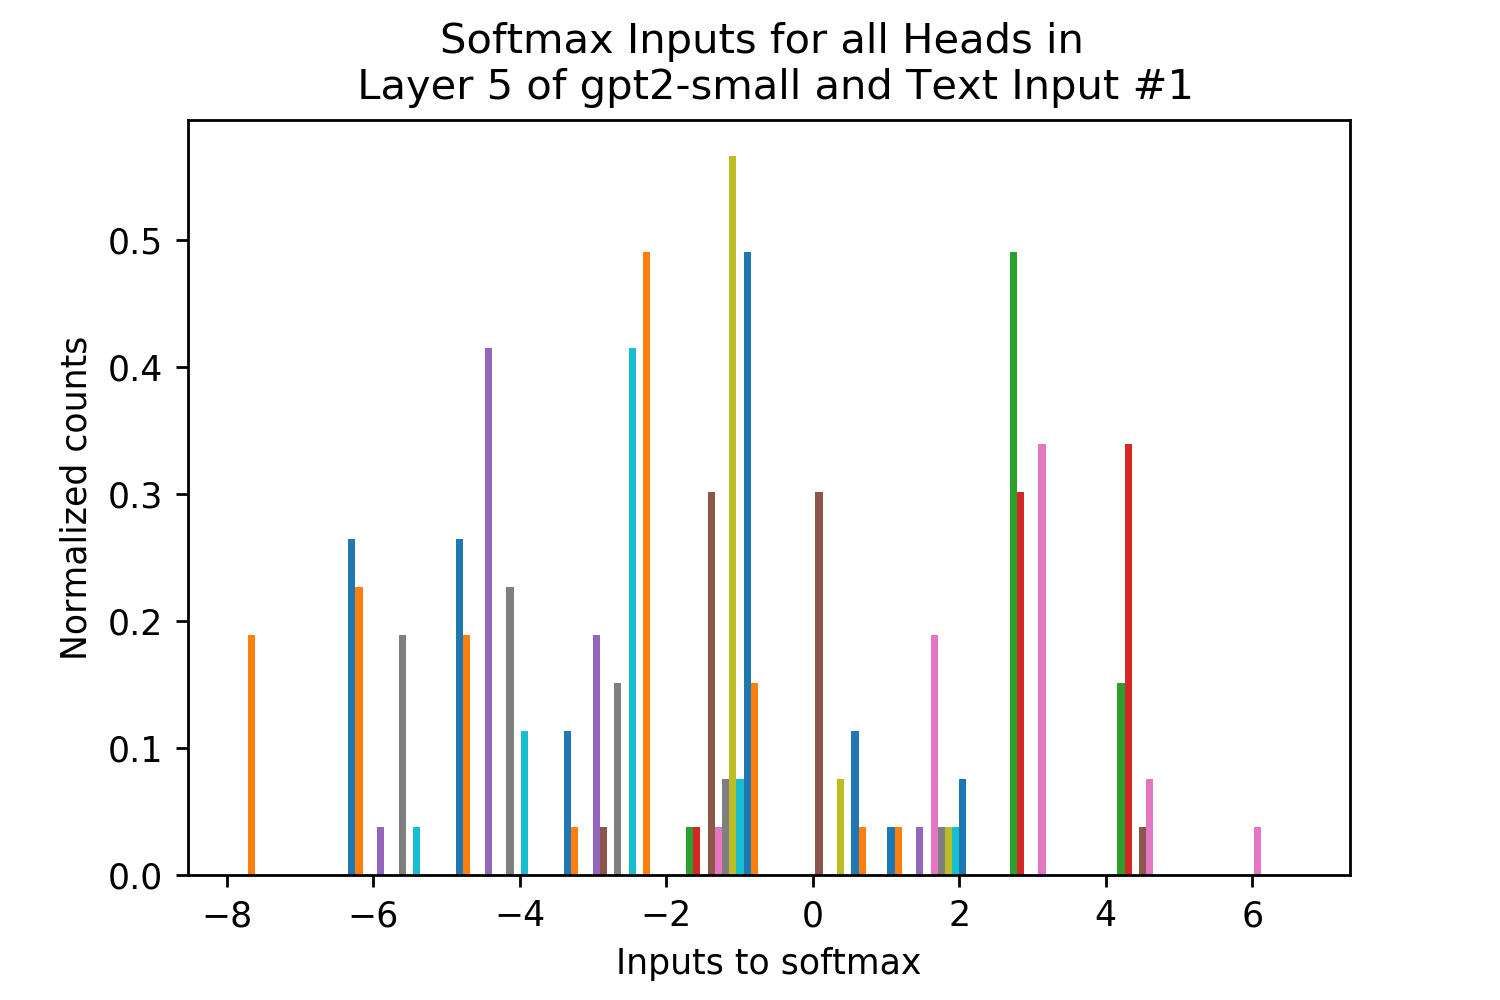 Softmax Inputs for all Heads in
Layer 5 of gpt2-small and Text Input #1
Normalized counts
0.5
0.4
0.3
0.2
0.1
0.0
−8 −6 −4 −2 0 2 4 6
Inputs to softmax